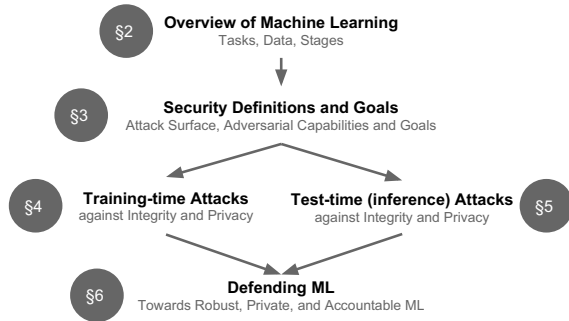 §2
Overview of Machine Learning
Tasks, Data, Stages
§3
Security Definitions and Goals
Attack Surface, Adversarial Capabilities and Goals
§4
Training-time Attacks
against Integrity and Privacy
Test-time (inference) Attacks
against Integrity and Privacy
§5
§6
Defending ML
Towards Robust, Private, and Accountable ML